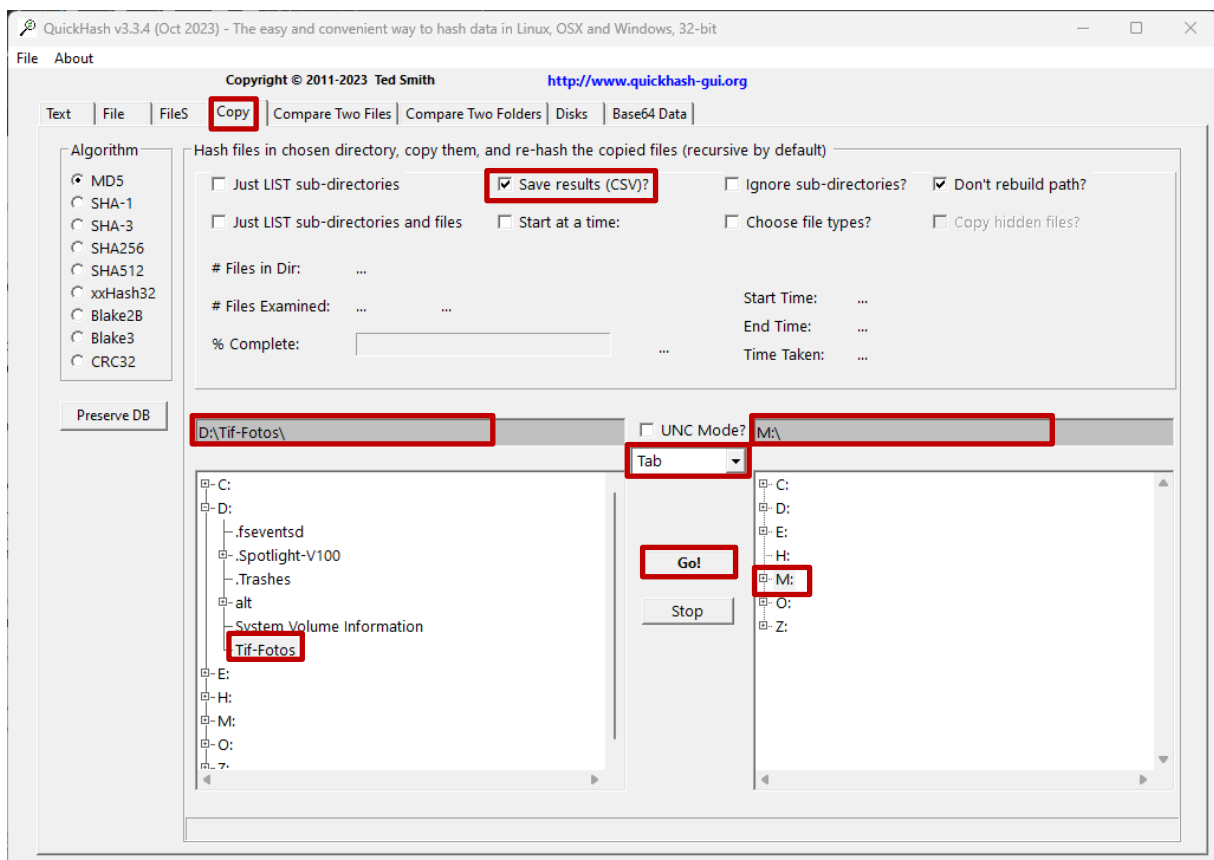 QuickHash v3.3.4 (Oct 2023) - The easy and convenient way to hash data in Linux, OSX and Windows, 32-bit
File About
Copyright © 2011-2023 Ted Smith http://www.quickhash-gui.org
Text File FileS Copy Compare Two Files Compare Two Folders Disks Base64 Data
Algorithm
MD5
SHA-1
SHA-3
SHA256
SHA512
xxHash32
Blake2B
Blake3
CRC32
Preserve DB
Hash files in chosen directory, copy them, and re-hash the copied files (recursive by default)
Just LIST sub-directories Save results (CSV)? Ignore sub-directories? Don't rebuild path?
Just LIST sub-directories and files Start at a time: Choose file types? Copy hidden files?
# Files in Dir: ...
# Files Examined: ... ...
% Complete: ...
Start Time: ...
End Time: ...
Time Taken: ...
D:\Tif-Fotos\ UNC Mode? M:\
Tab
C:
D:
.fseventsd
.Spotlight-V100
.Trashes
alt
System Volume Information
Tif-Fotos
E:
H:
M:
O:
Z:
Go!
Stop
C:
D:
E:
H:
M:
O:
Z: